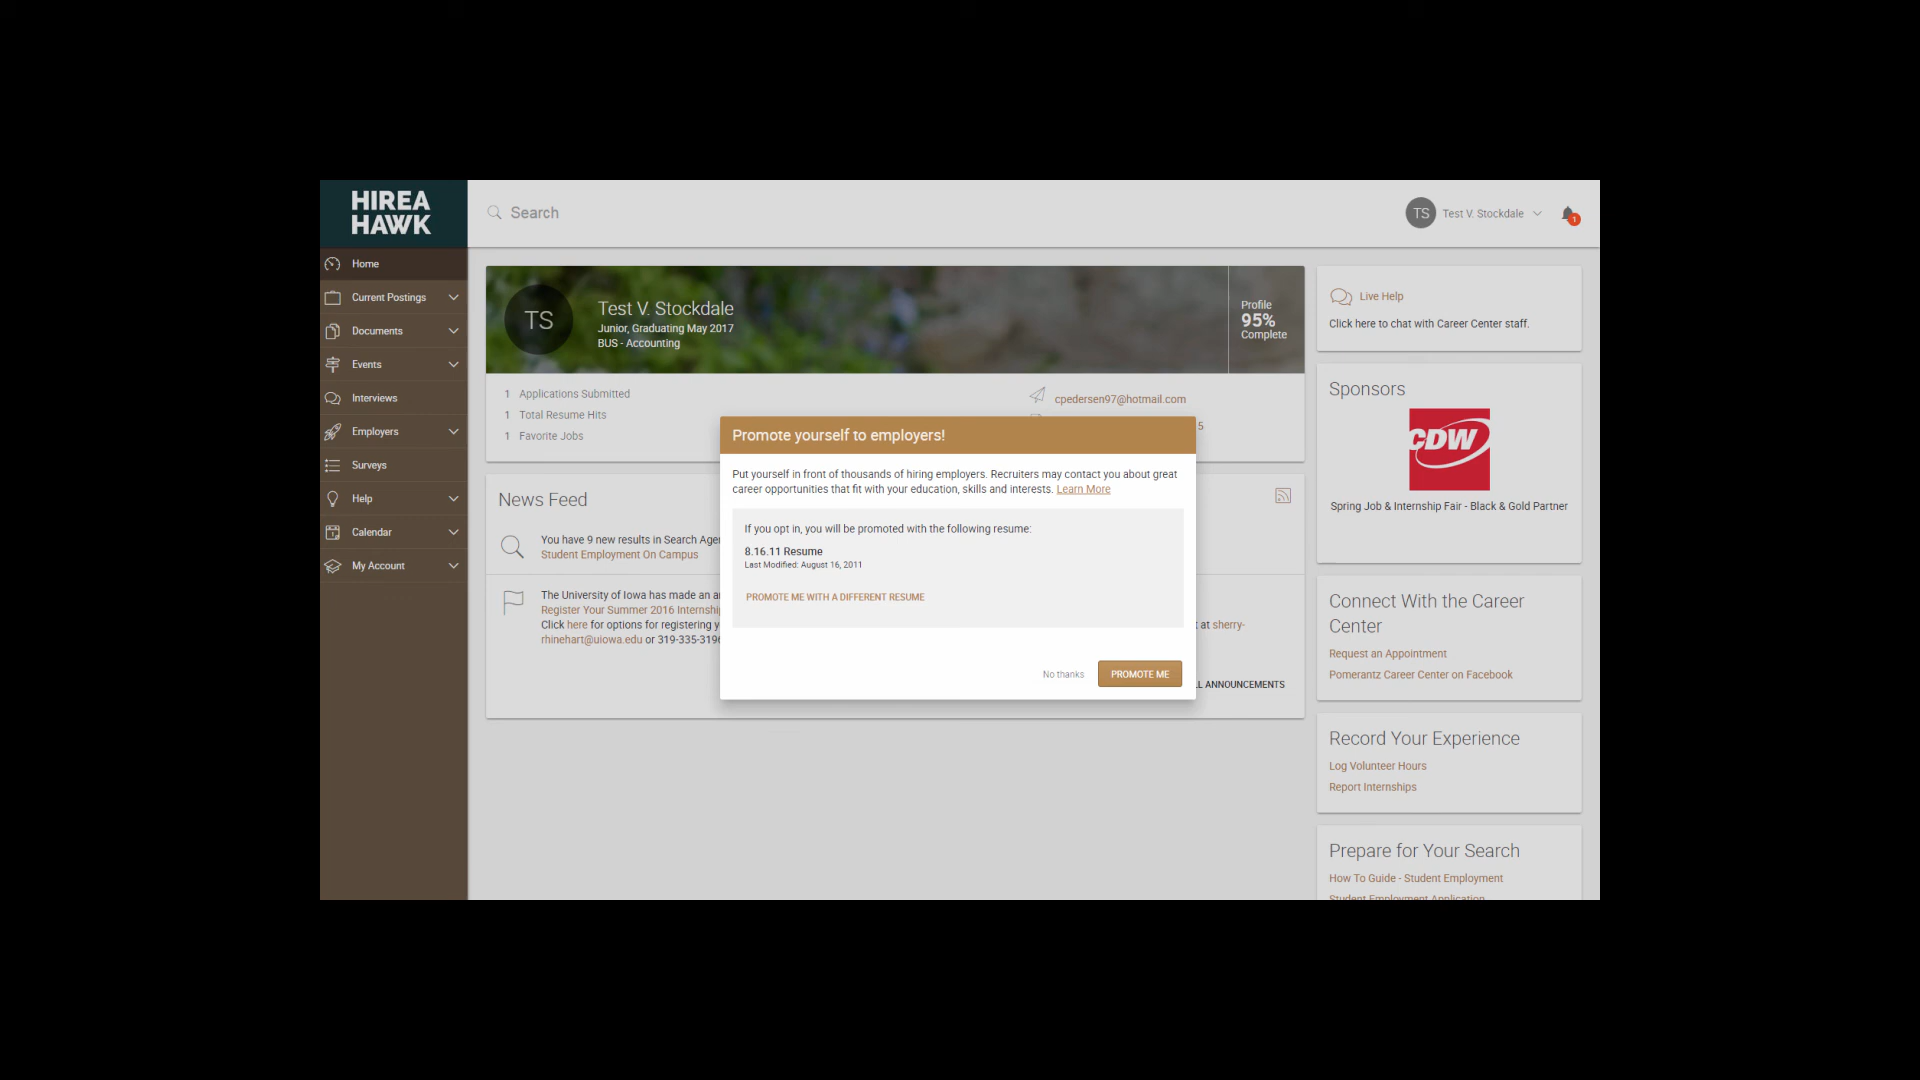 HIREA
HAWK
Search
TS
Test V. Stockdale
1
Home
Current Postings
Documents
Events
Interviews
Employers
Surveys
Help
Calendar
My Account
TS
Test V. Stockdale
Junior, Graduating May 2017
BUS - Accounting
Profile
95%
Complete
1 Applications Submitted
1 Total Resume Hits
1 Favorite Jobs
cpedersen97@hotmail.com
5
Promote yourself to employers!
Put yourself in front of thousands of hiring employers. Recruiters may contact you about great
career opportunities that fit with your education, skills and interests. Learn More
If you opt in, you will be promoted with the following resume:
8.16.11 Resume
Last Modified: August 16, 2011
PROMOTE ME WITH A DIFFERENT RESUME
No thanks
PROMOTE ME
News Feed
You have 9 new results in Search
Student Employment On Campus
The University of Iowa has made an
Register Your Summer 2016
Click here for options for registering
at sherry-
rhinehart@uiowa.edu or 319-335-3196
ANNOUNCEMENTS
Live Help
Click here to chat with Career Center staff.
Sponsors
CDW
Spring Job & Internship Fair - Black & Gold Partner
Connect With the Career
Center
Request an Appointment
Pomerantz Career Center on Facebook
Record Your Experience
Log Volunteer Hours
Report Internships
Prepare for Your Search
How To Guide - Student Employment
Student Employment Application